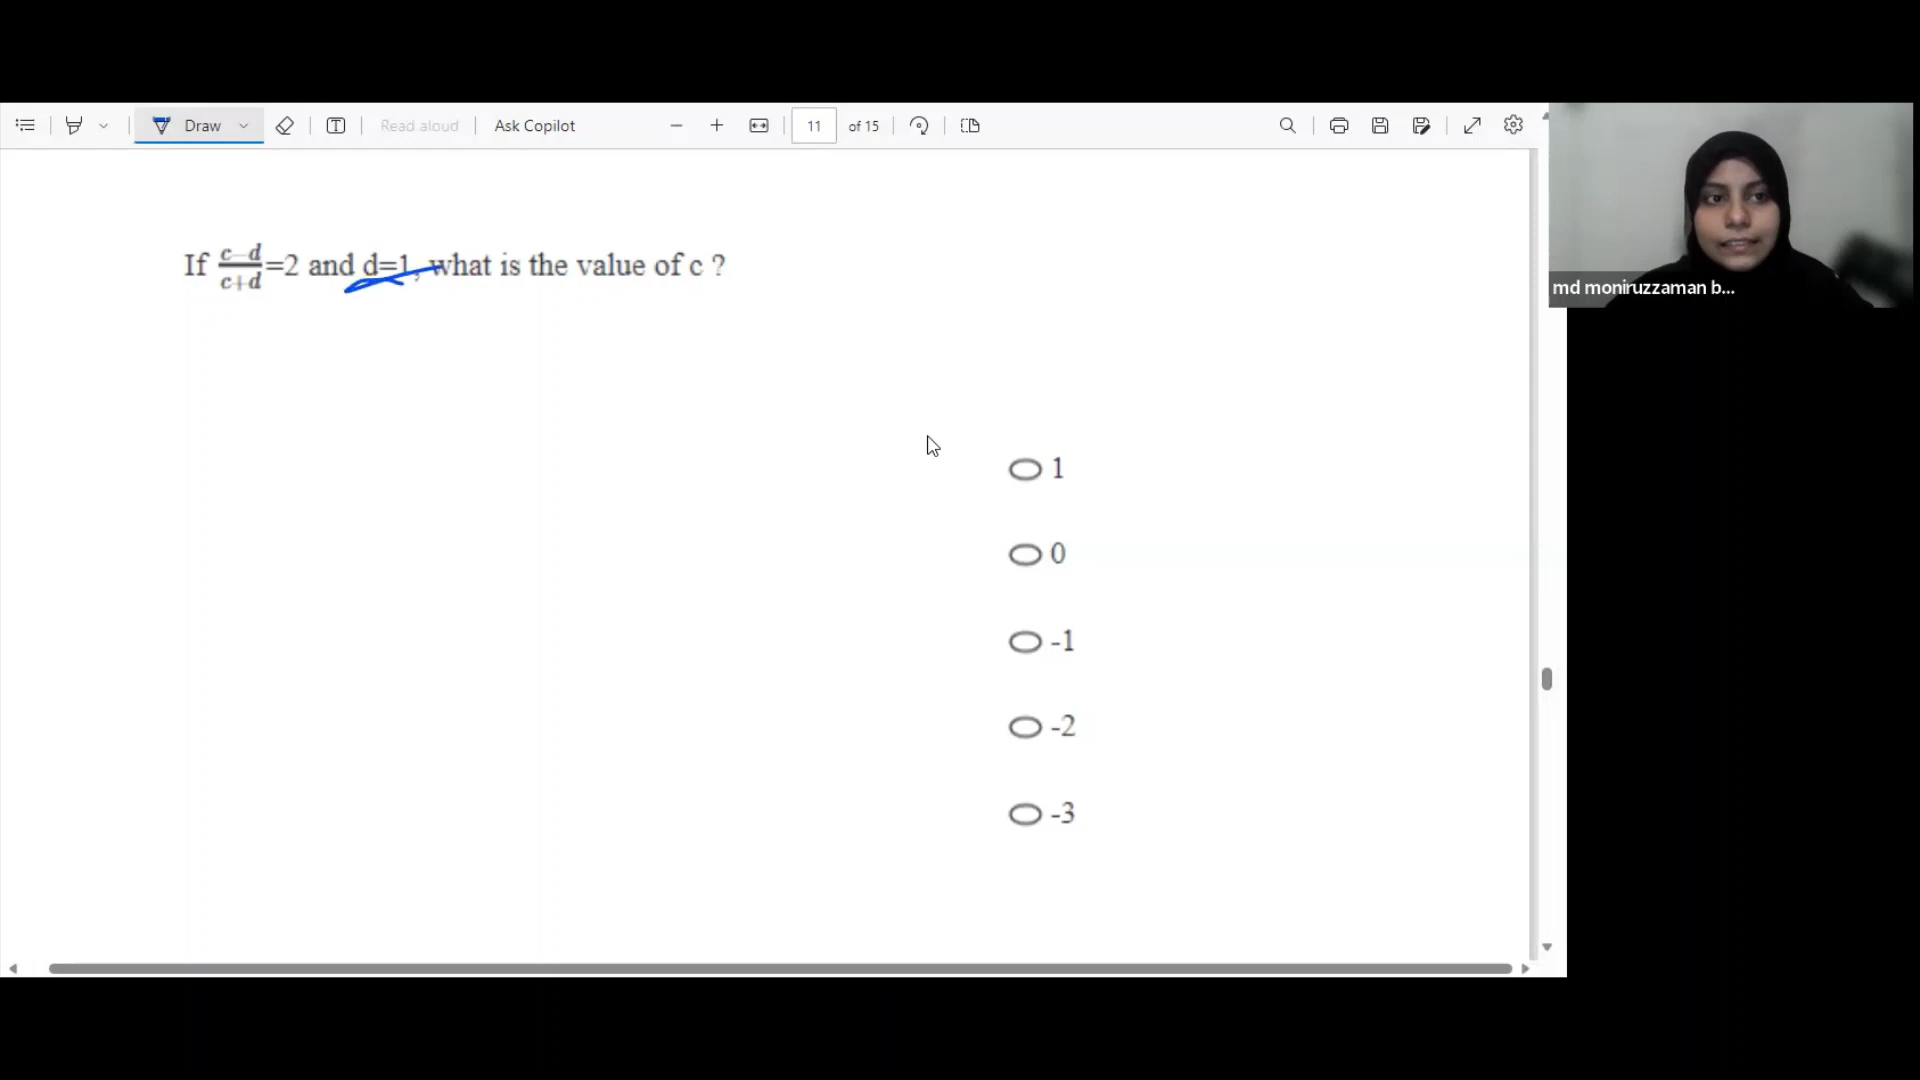 Draw
Read aloud
Ask Copilot
11 of 15
If c-d/c+d=2 and d=1, what is the value of c ?
1
0
-1
-2
-3
md moniruzzaman b...